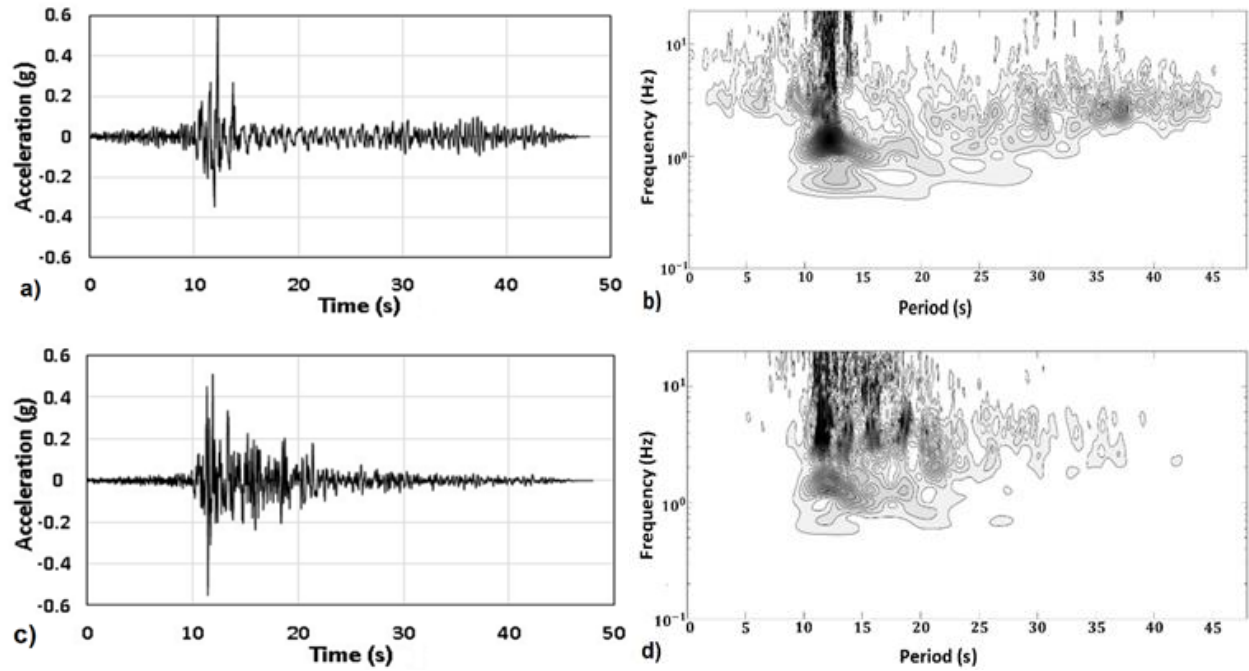 0.6
0.4
0.2
0
-0.2
-0.4
-0.6
Acceleration (g)
0 10 20 30 40 50
Time (s)
a)
10¹
10⁰
10⁻¹
Frequency (Hz)
0 5 10 15 20 25 30 35 40 45
Period (s)
b)
0.6
0.4
0.2
0
-0.2
-0.4
-0.6
Acceleration (g)
0 10 20 30 40 50
Time (s)
c)
10¹
10⁰
10⁻¹
Frequency (Hz)
0 5 10 15 20 25 30 35 40 45
Period (s)
d)